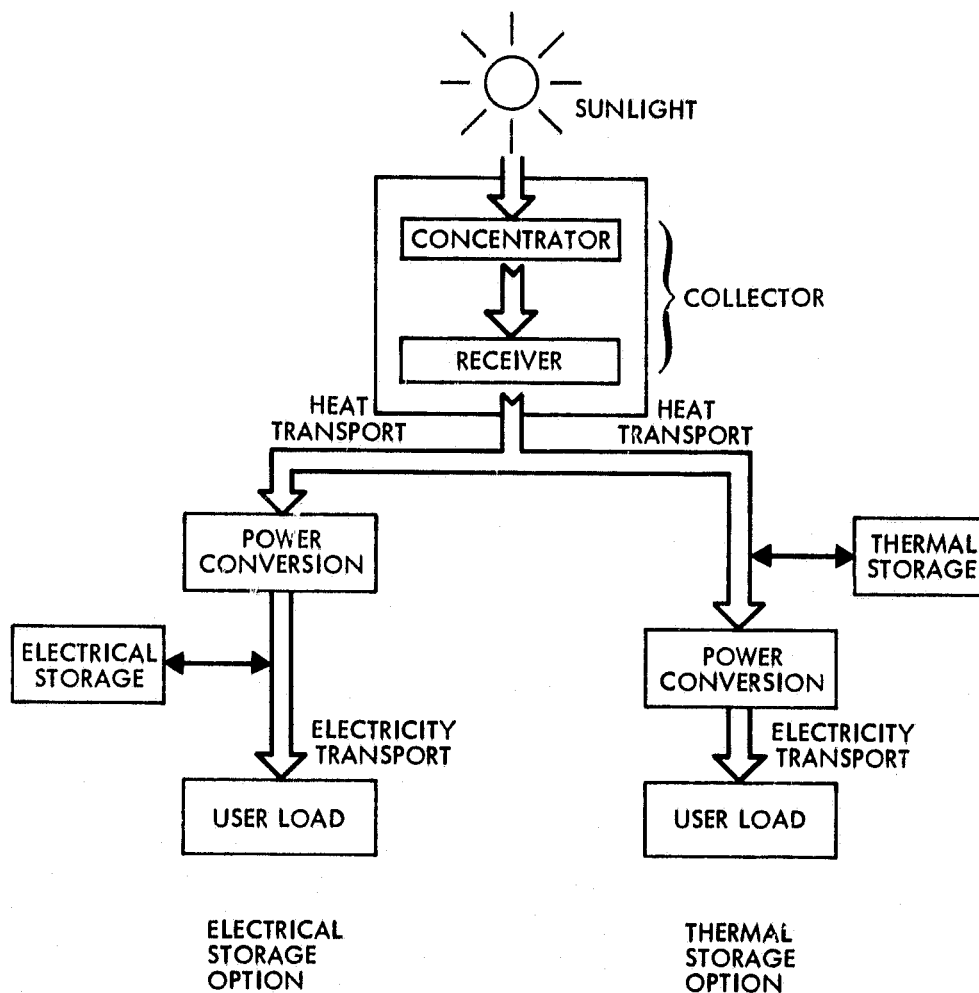 SUNLIGHT
CONCENTRATOR
COLLECTOR
RECEIVER
HEAT
TRANSPORT
HEAT
TRANSPORT
POWER
CONVERSION
THERMAL
STORAGE
ELECTRICAL
STORAGE
POWER
CONVERSION
ELECTRICITY
TRANSPORT
ELECTRICITY
TRANSPORT
USER LOAD
USER LOAD
ELECTRICAL
STORAGE
OPTION
THERMAL
STORAGE
OPTION